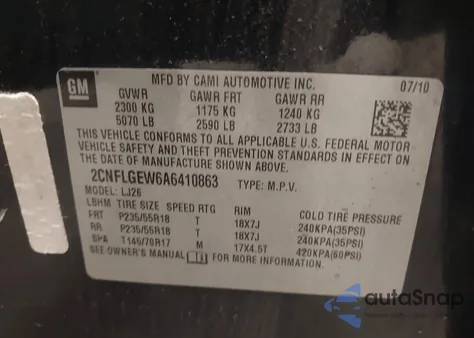 GM
MFD BY CAMI AUTOMOTIVE INC.
07/10
GVWR GAWR FRT GAWR RR
2300 KG 1175 KG 1240 KG
5070 LB 2590 LB 2733 LB
THIS VEHICLE CONFORMS TO ALL APPLICABLE U.S. FEDERAL MOTOR
VEHICLE SAFETY AND THEFT PREVENTION STANDARDS IN EFFECT ON
THE DATE OF MANUFACTURE SHOWN ABOVE.
2CNFLGEW6A6410863 TYPE: M.P.V.
MODEL: LJ26
LBHM TIRE SIZE SPEED RTG RIM COLD TIRE PRESSURE
FRT P235/55R18 T 18X7J 240KPA(35PSI)
RR P235/55R18 T 18X7J 240KPA(35PSI)
SPA T145/70R17 M 17X4.5T 420KPA(60PSI)
SEE OWNER'S MANUAL FOR MORE INFORMATION.
autaSnap